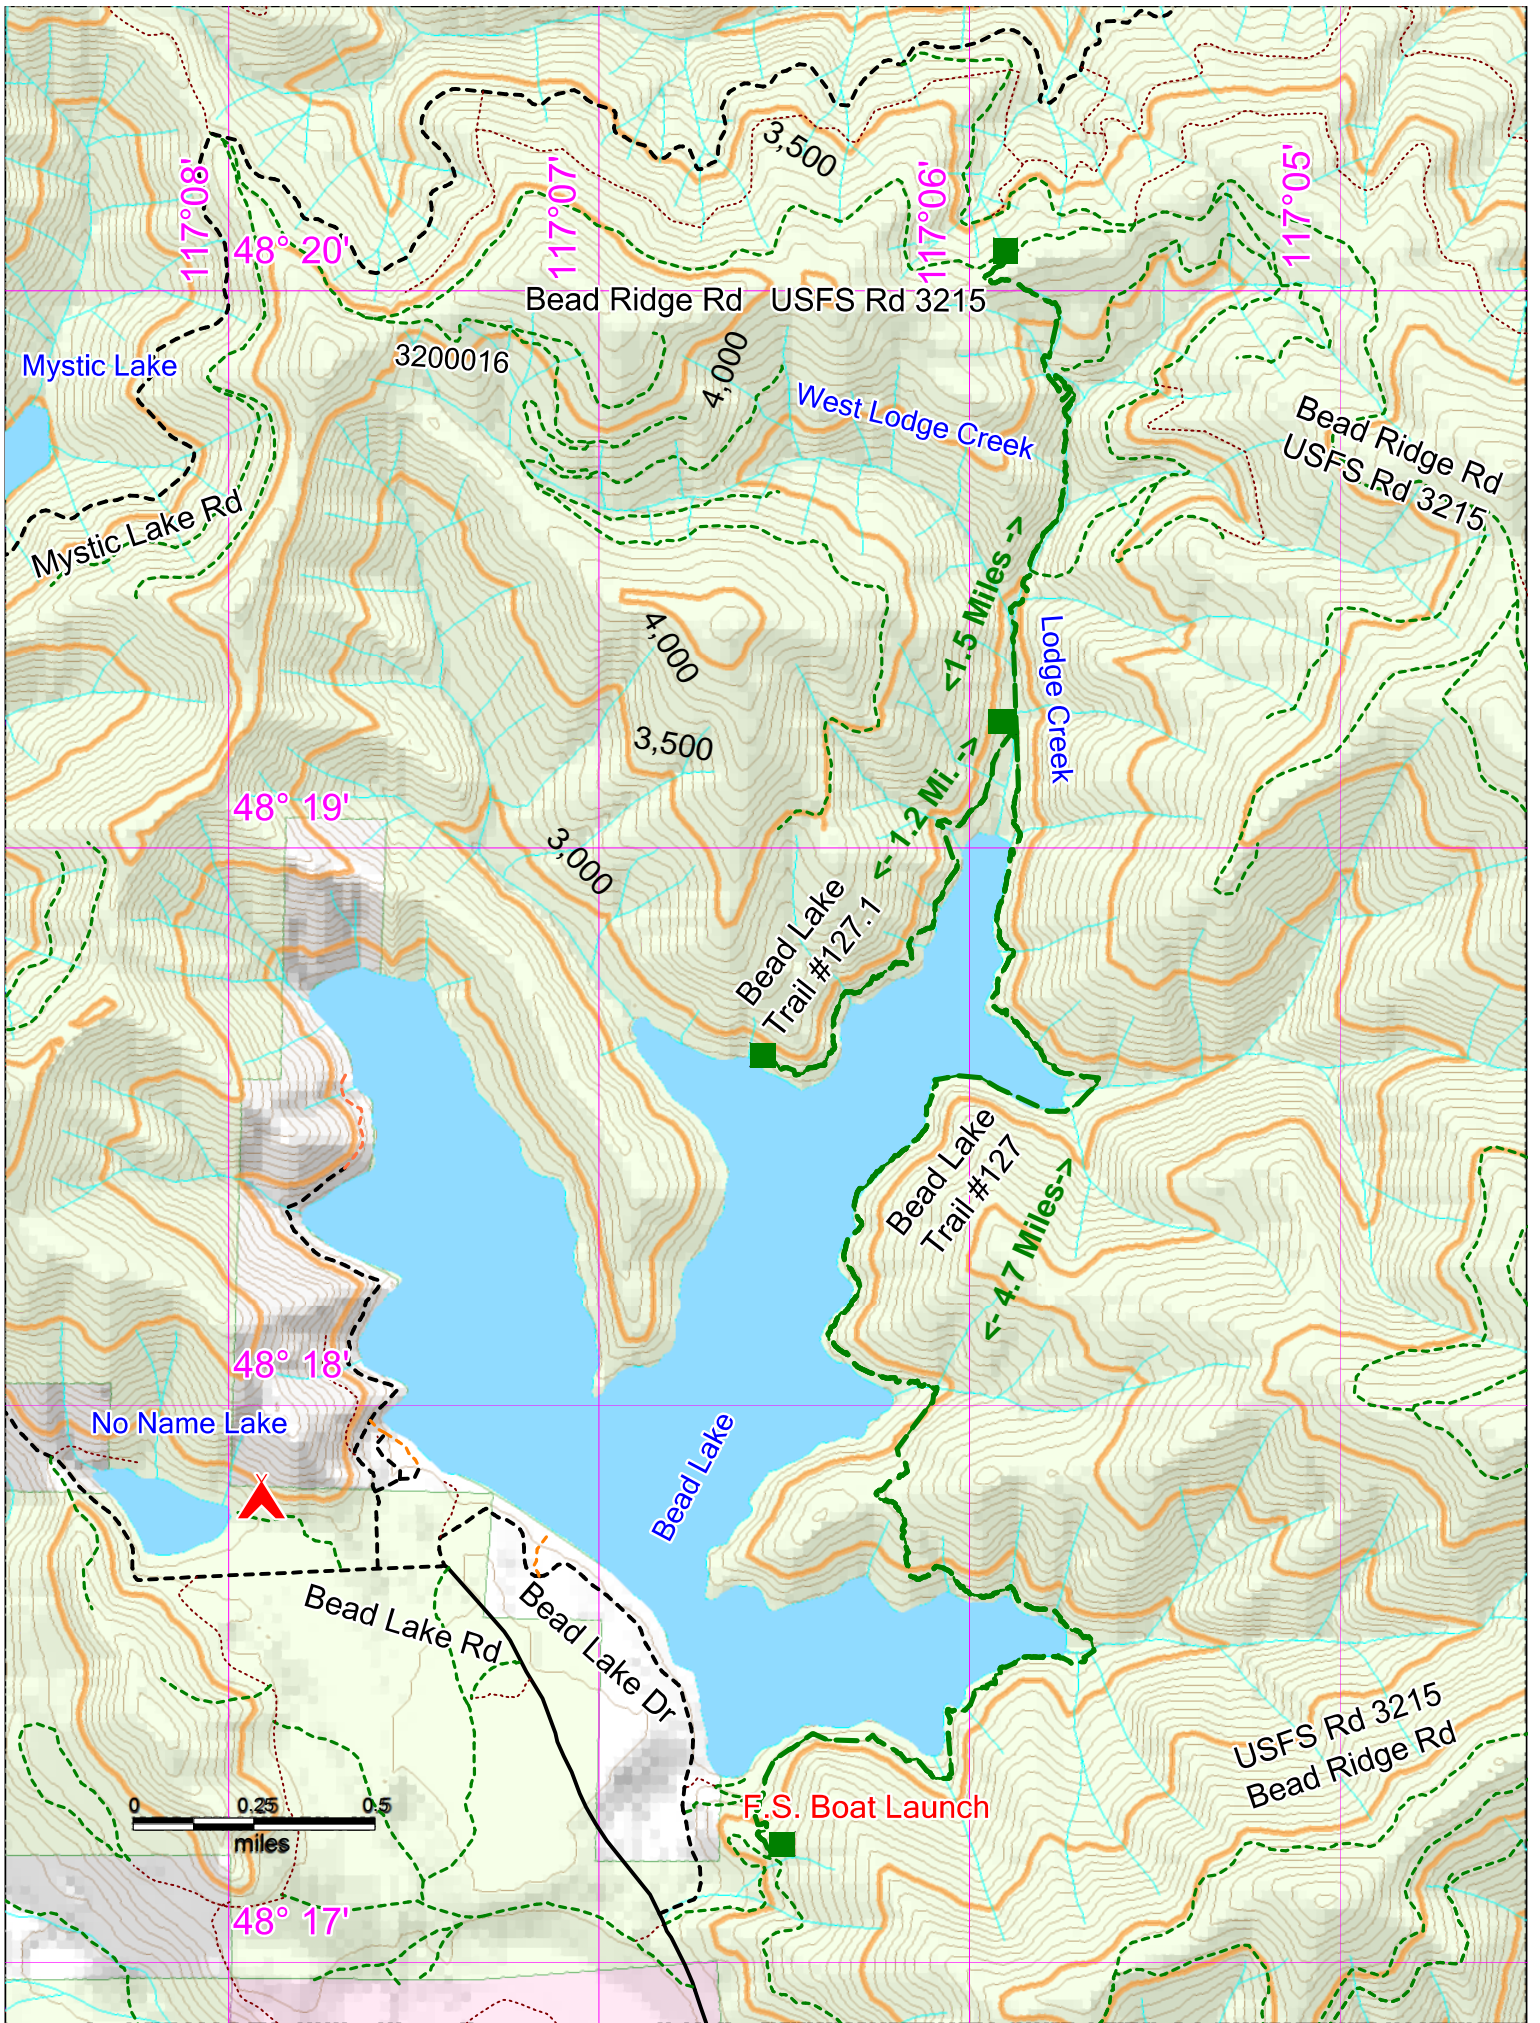 3,500
117°08'
117°07'
117°06'
117°05'
48° 20'
Bead Ridge Rd USFS Rd 3215
Mystic Lake
3200016
4,000
West Lodge Creek
Bead Ridge Rd
USFS Rd 3215
Mystic Lake Rd
<1.5 Miles ->
4,000
Lodge Creek
3,500
<- 1.2 Mi. ->
48° 19'
3,000
Bead Lake
Trail #127.1
Bead Lake
Trail #127
<- 4.7 Miles->
48° 18'
No Name Lake
Bead Lake
Bead Lake Rd
Bead Lake Dr
USFS Rd 3215
Bead Ridge Rd
0 0.25 0.5
miles
F.S. Boat Launch
48° 17'